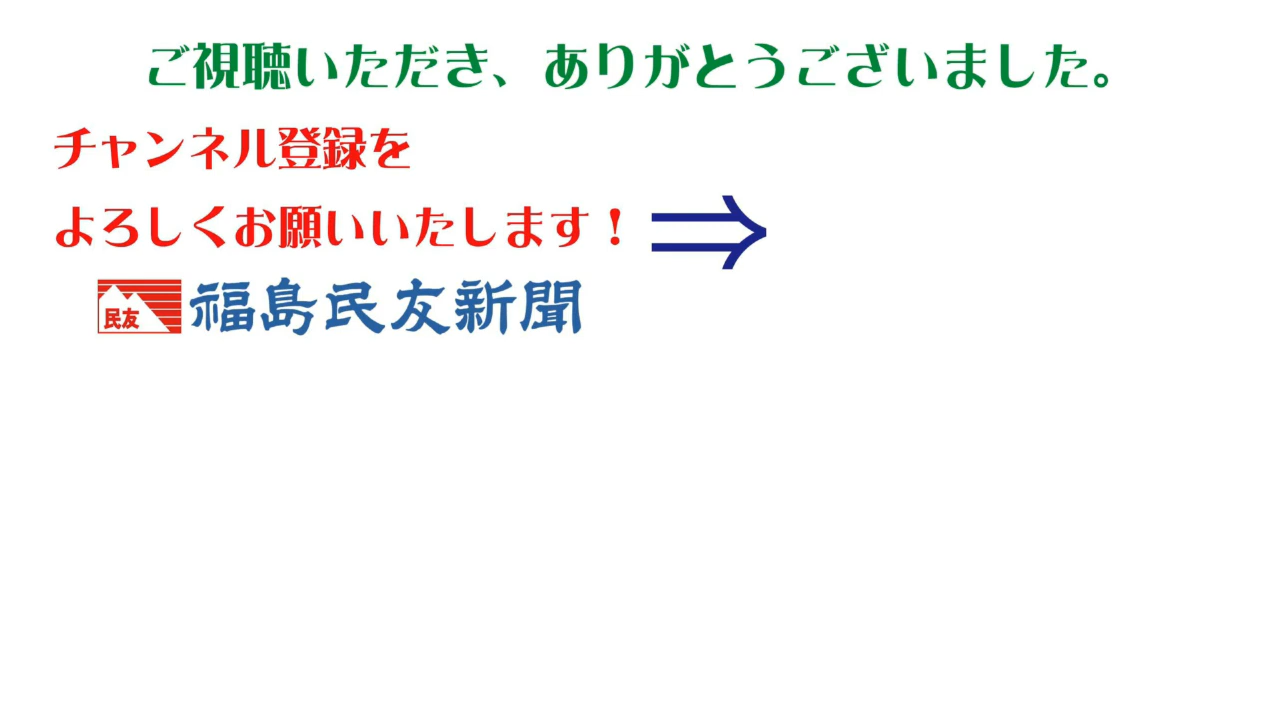 ご視聴いただき、ありがとうございました。
チャンネル登録を
よろしくお願いいたします！⇒
民友 福島民友新聞